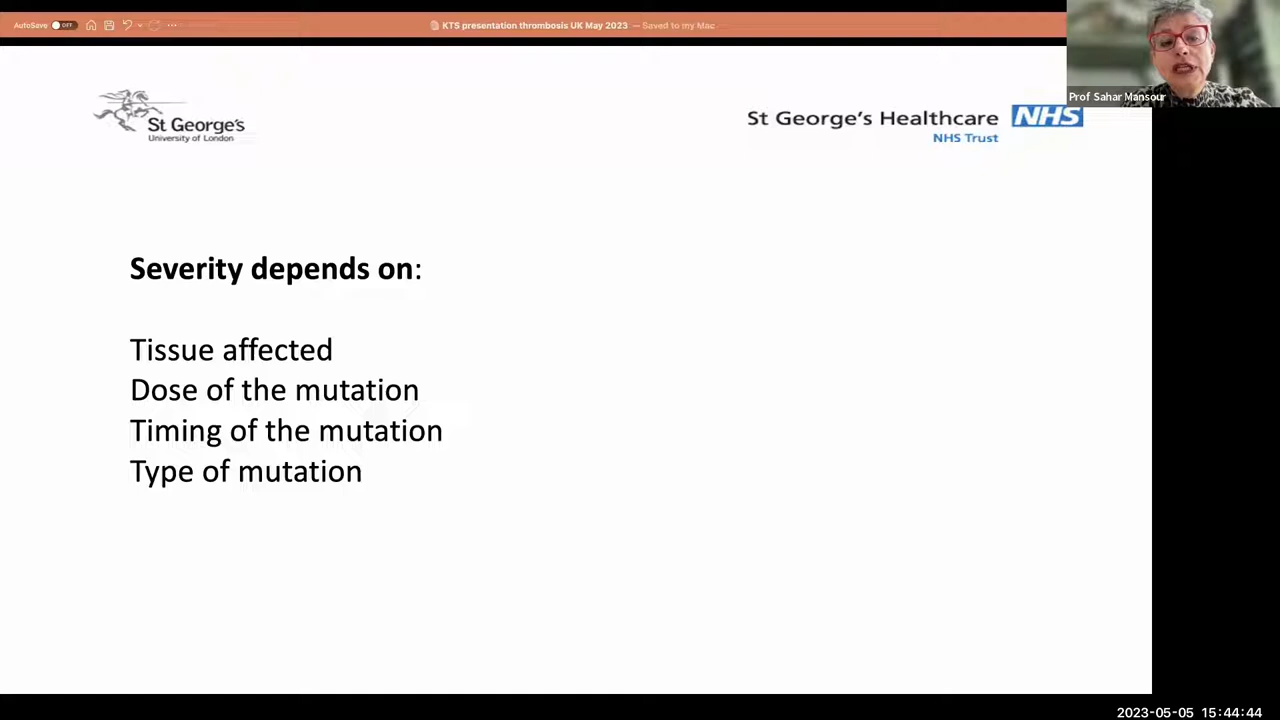 AutoSave OFF
KTS presentation thrombosis UK May 2023 — Saved to my Mac
Prof Sahar Mansour
St George's
University of London
St George's Healthcare NHS
NHS Trust
Severity depends on:
Tissue affected
Dose of the mutation
Timing of the mutation
Type of mutation
2023-05-05 15:44:44